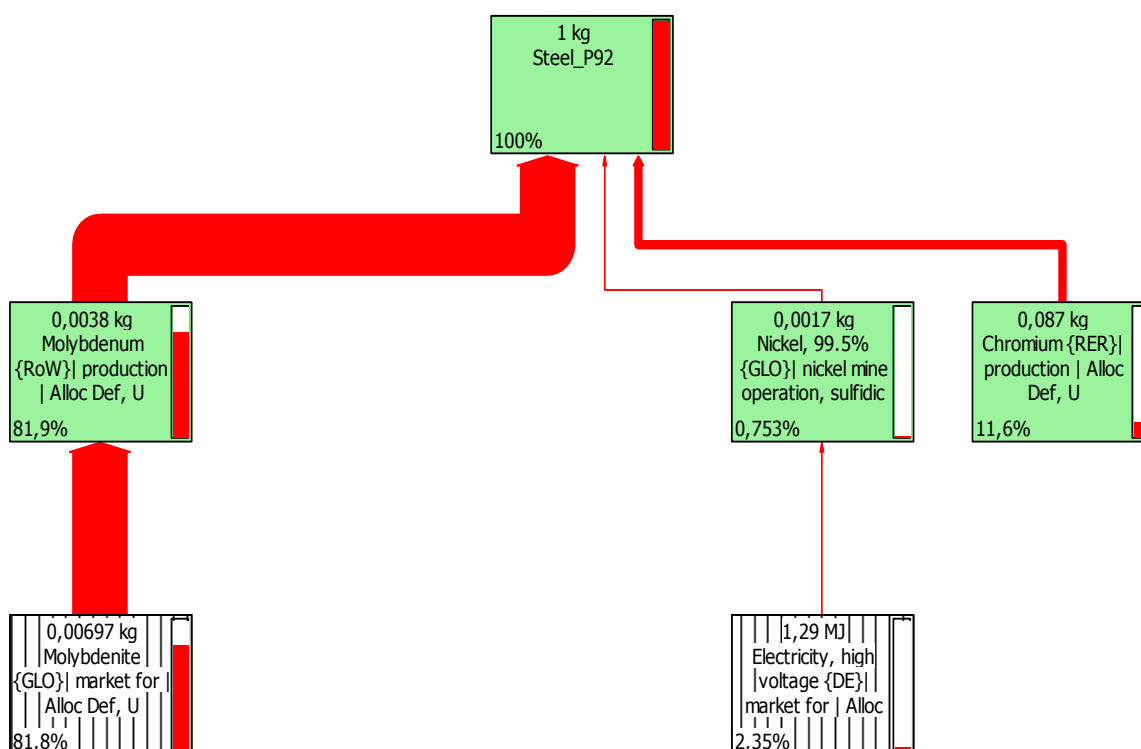 1 kg
Steel_P92
100%
0,0038 kg
Molybdenum
{RoW}| production
| Alloc Def, U
81,9%
0,0017 kg
Nickel, 99.5%
{GLO}| nickel mine
operation, sulfidic
0,753%
0,087 kg
Chromium {RER}|
production | Alloc
Def, U
11,6%
0,00697 kg
Molybdenite
{GLO}| market for |
Alloc Def, U
81,8%
1,29 MJ
Electricity, high
voltage {DE}|
market for | Alloc
2,35%